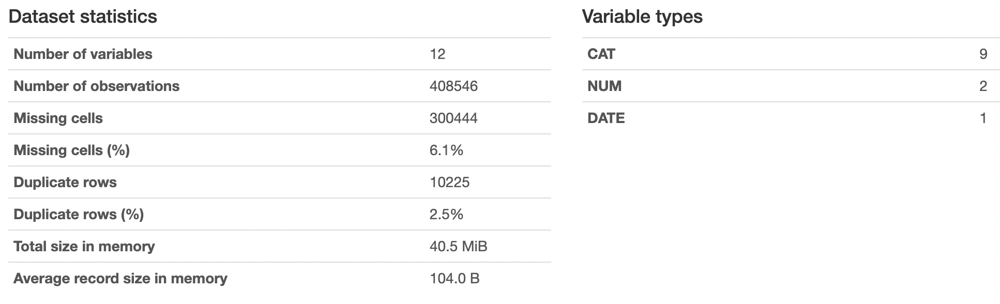 Dataset statistics
Number of variables 12
Number of observations 408546
Missing cells 300444
Missing cells (%) 6.1%
Duplicate rows 10225
Duplicate rows (%) 2.5%
Total size in memory 40.5 MiB
Average record size in memory 104.0 B
Variable types
CAT 9
NUM 2
DATE 1